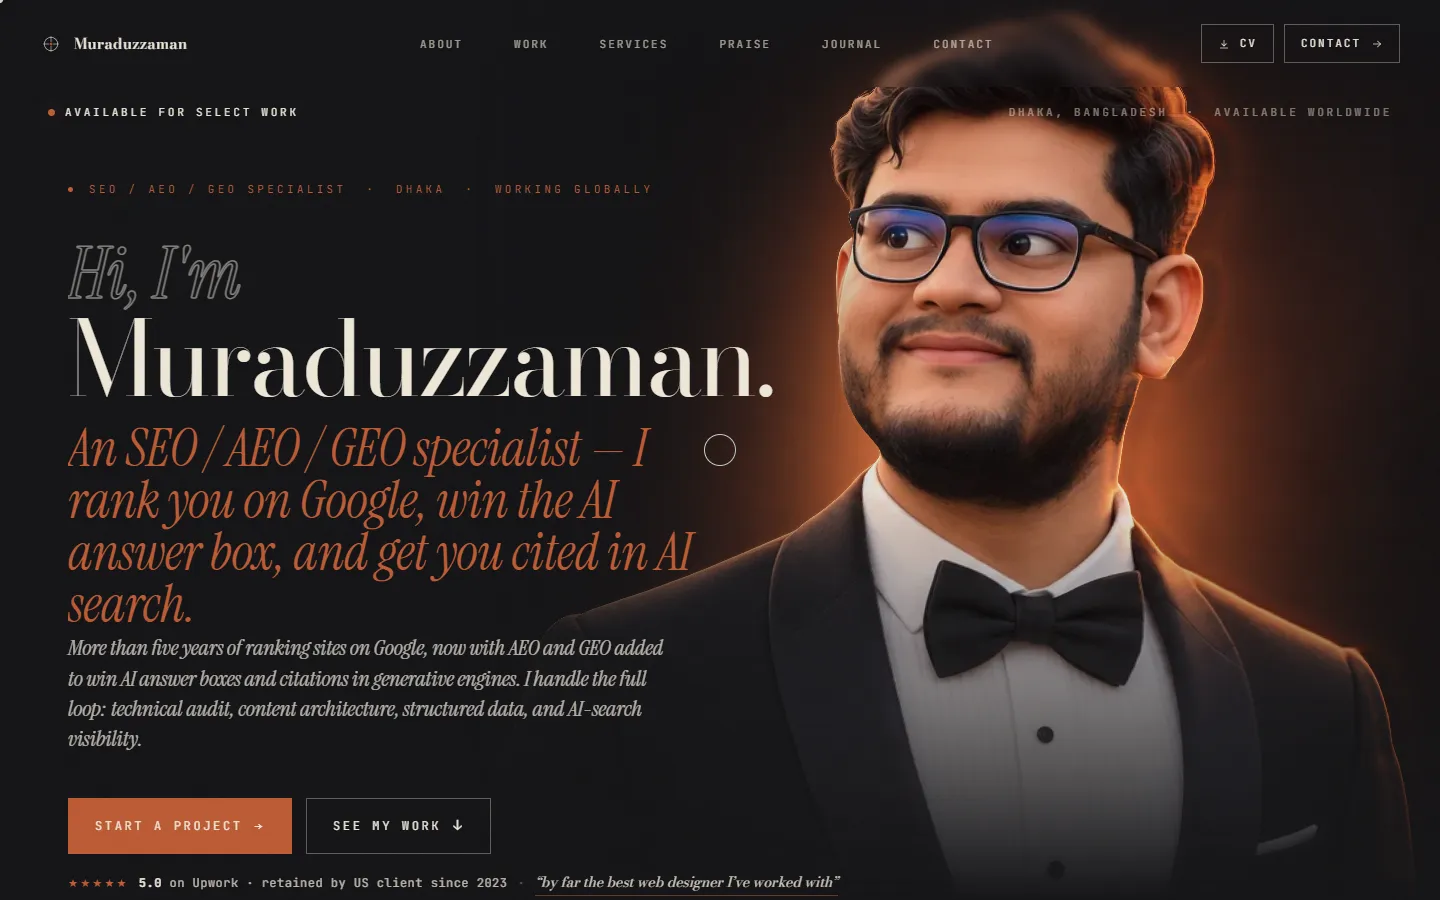 Muraduzzaman
ABOUT
WORK
SERVICES
PRAISE
JOURNAL
CONTACT
CV
CONTACT →
AVAILABLE FOR SELECT WORK
DHAKA, BANGLADESH · AVAILABLE WORLDWIDE
SEO / AEO / GEO SPECIALIST · DHAKA · WORKING GLOBALLY
Hi, I'm
Muraduzzaman.
An SEO / AEO / GEO specialist — I
rank you on Google, win the AI
answer box, and get you cited in AI
search.
More than five years of ranking sites on Google, now with AEO and GEO added
to win AI answer boxes and citations in generative engines. I handle the full
loop: technical audit, content architecture, structured data, and AI-search
visibility.
START A PROJECT →
SEE MY WORK ↓
★★★★★ 5.0 on Upwork · retained by US client since 2023 · “by far the best web designer I've worked with”